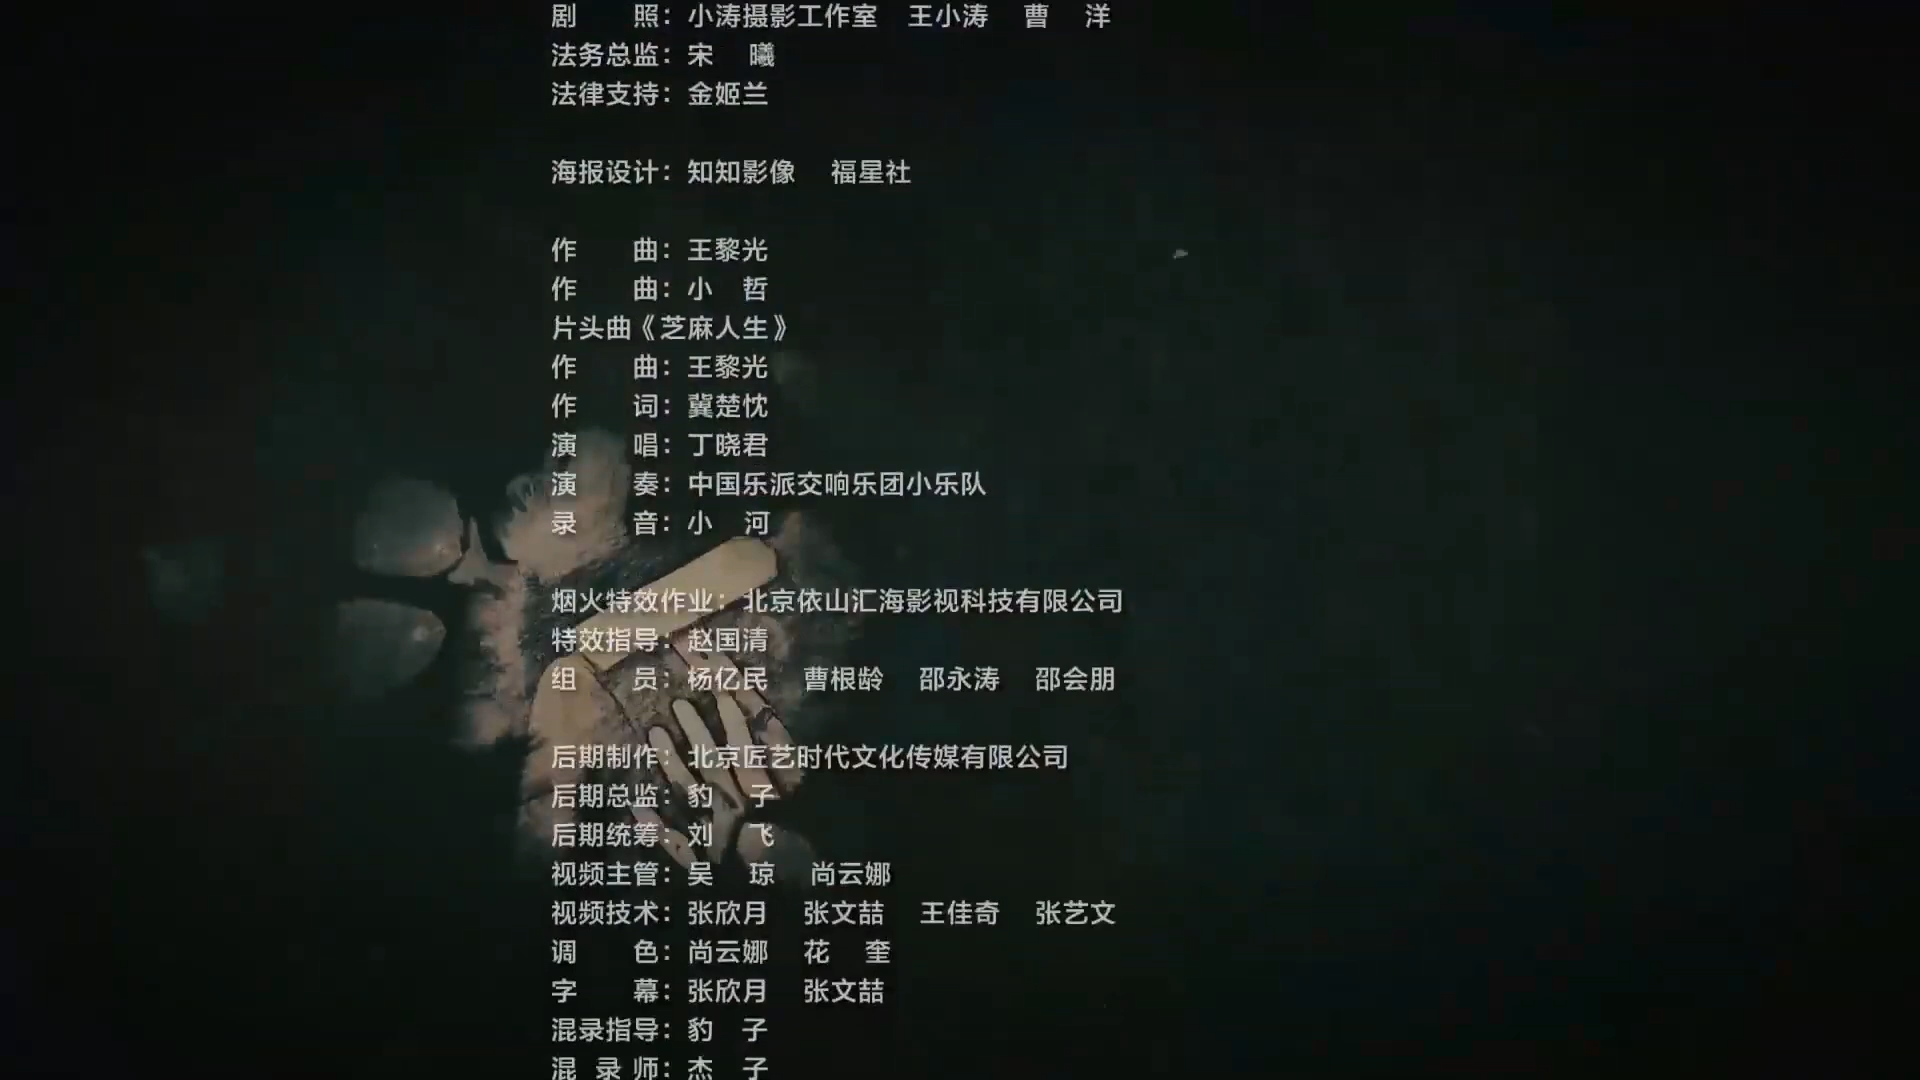 剧　　照：小涛摄影工作室　王小涛　曹　洋
法务总监：宋　曦
法律支持：金姬兰
海报设计：知知影像　福星社
作　　曲：王黎光
作　　曲：小　哲
片头曲《芝麻人生》
作　　曲：王黎光
作　　词：冀楚忱
演　　唱：丁晓君
演　　奏：中国乐派交响乐团小乐队
录　　音：小　河
烟火特效作业：北京依山汇海影视科技有限公司
特效指导：赵国清
组　　员：杨亿民　曹根龄　邵永涛　邵会朋
后期制作：北京匠艺时代文化传媒有限公司
后期总监：豹　子
后期统筹：刘　飞
视频主管：吴　琼　尚云娜
视频技术：张欣月　张文喆　王佳奇　张艺文
调　　色：尚云娜　花　奎
字　　幕：张欣月　张文喆
混录指导：豹　子
混 录 师：杰　子